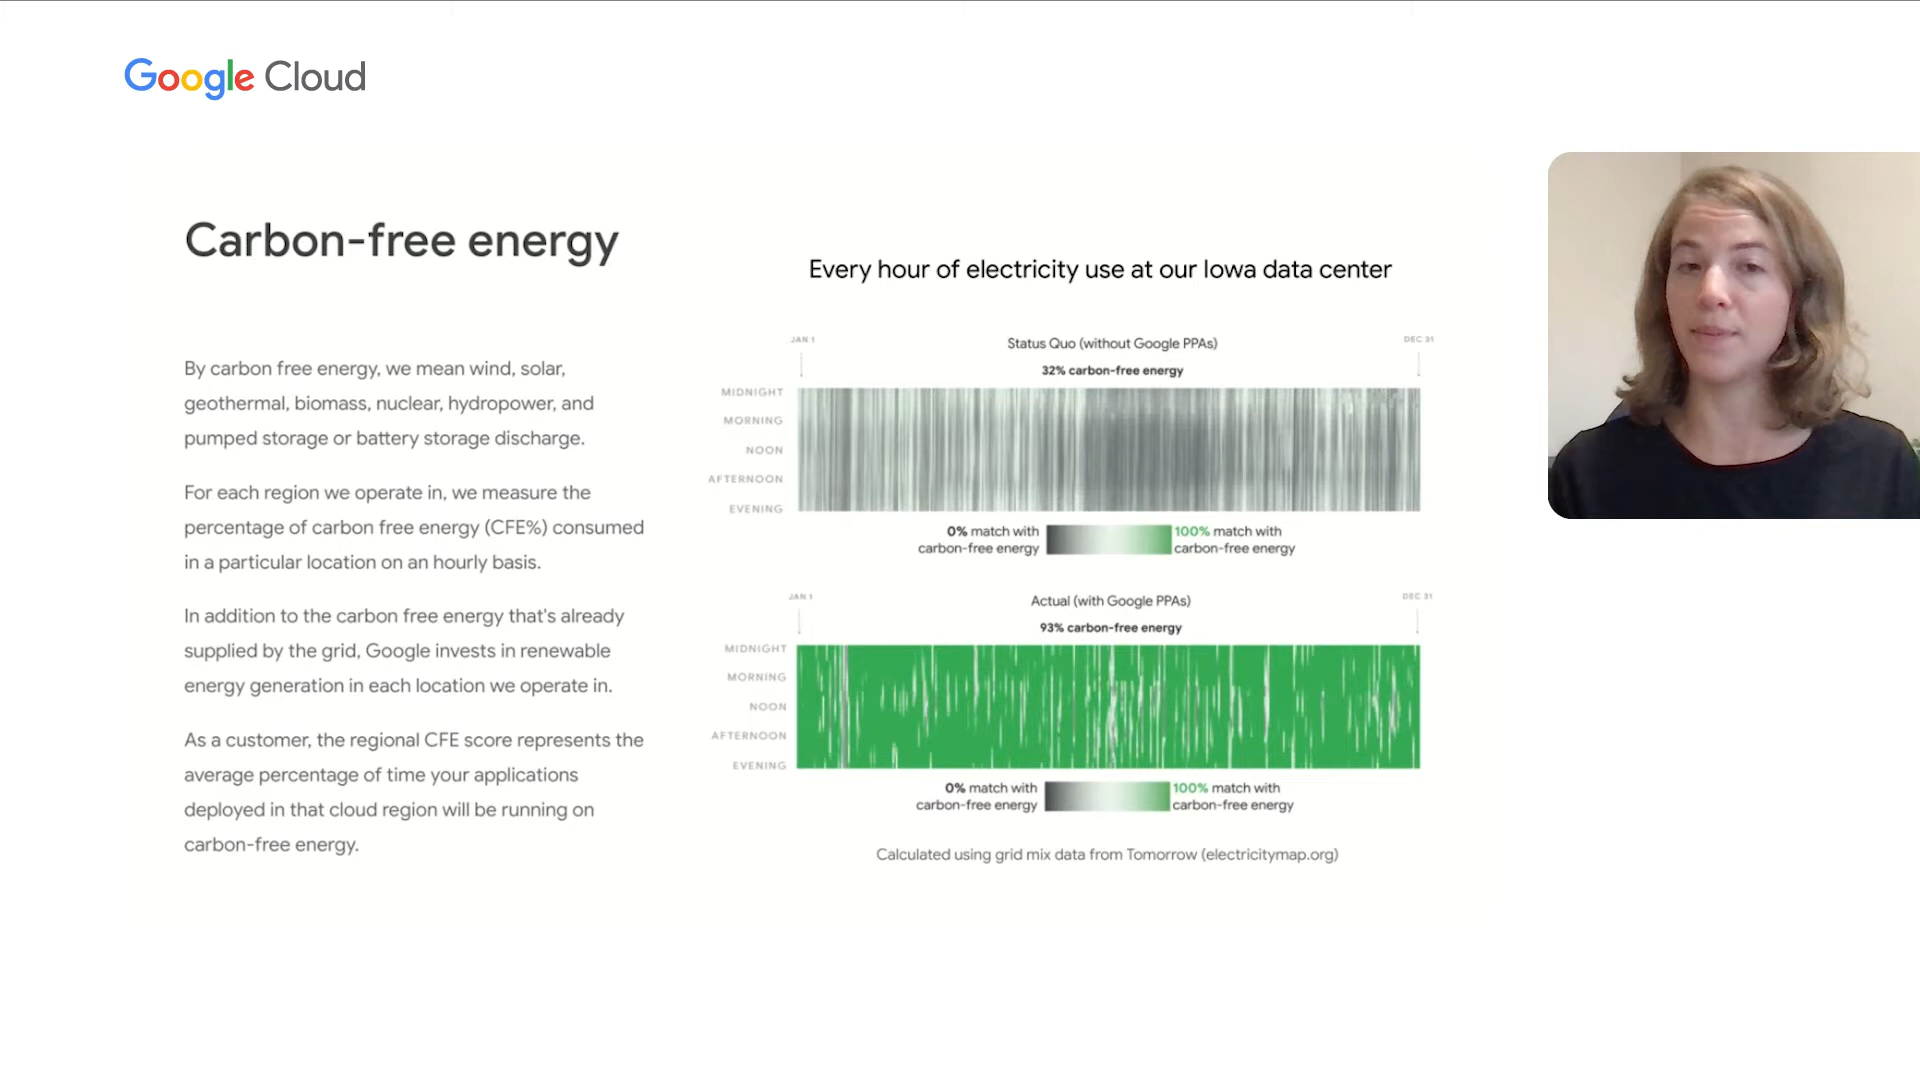 Google Cloud
Carbon-free energy
By carbon free energy, we mean wind, solar,
geothermal, biomass, nuclear, hydropower, and
pumped storage or battery storage discharge.
For each region we operate in, we measure the
percentage of carbon free energy (CFE%) consumed
in a particular location on an hourly basis.
In addition to the carbon free energy that's already
supplied by the grid, Google invests in renewable
energy generation in each location we operate in.
As a customer, the regional CFE score represents the
average percentage of time your applications
deployed in that cloud region will be running on
carbon-free energy.
Every hour of electricity use at our Iowa data center
JAN 1
Status Quo (without Google PPAs)
DEC 31
32% carbon-free energy
MIDNIGHT
MORNING
NOON
AFTERNOON
EVENING
0% match with
carbon-free energy
100% match with
carbon-free energy
JAN 1
Actual (with Google PPAs)
DEC 31
93% carbon-free energy
MIDNIGHT
MORNING
NOON
AFTERNOON
EVENING
0% match with
carbon-free energy
100% match with
carbon-free energy
Calculated using grid mix data from Tomorrow (electricitymap.org)